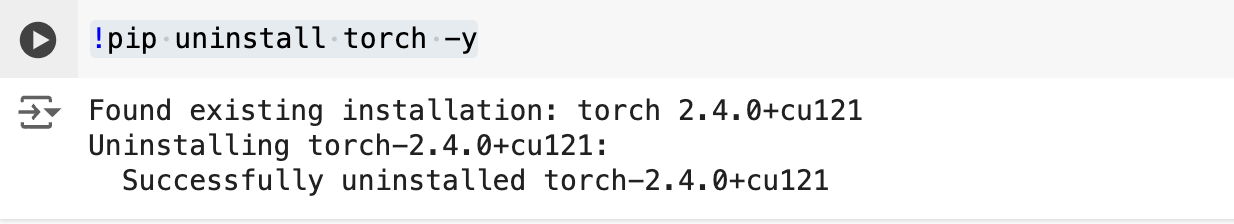 !pip uninstall torch -y
Found existing installation: torch 2.4.0+cu121
Uninstalling torch-2.4.0+cu121:
  Successfully uninstalled torch-2.4.0+cu121